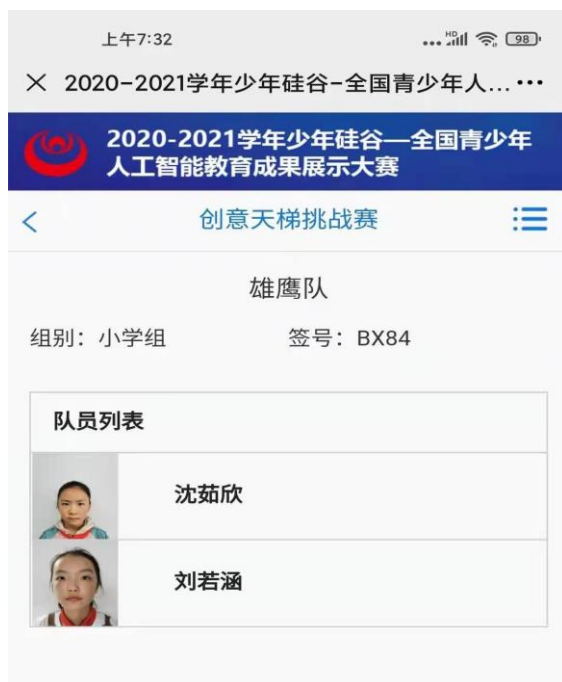 上午7:32
... HD 98
2020-2021学年少年硅谷-全国青少年人... ...
2020-2021学年少年硅谷—全国青少年
人工智能教育成果展示大赛
创意天梯挑战赛
雄鹰队
组别：小学组 签号：BX84
队员列表
沈茹欣
刘若涵